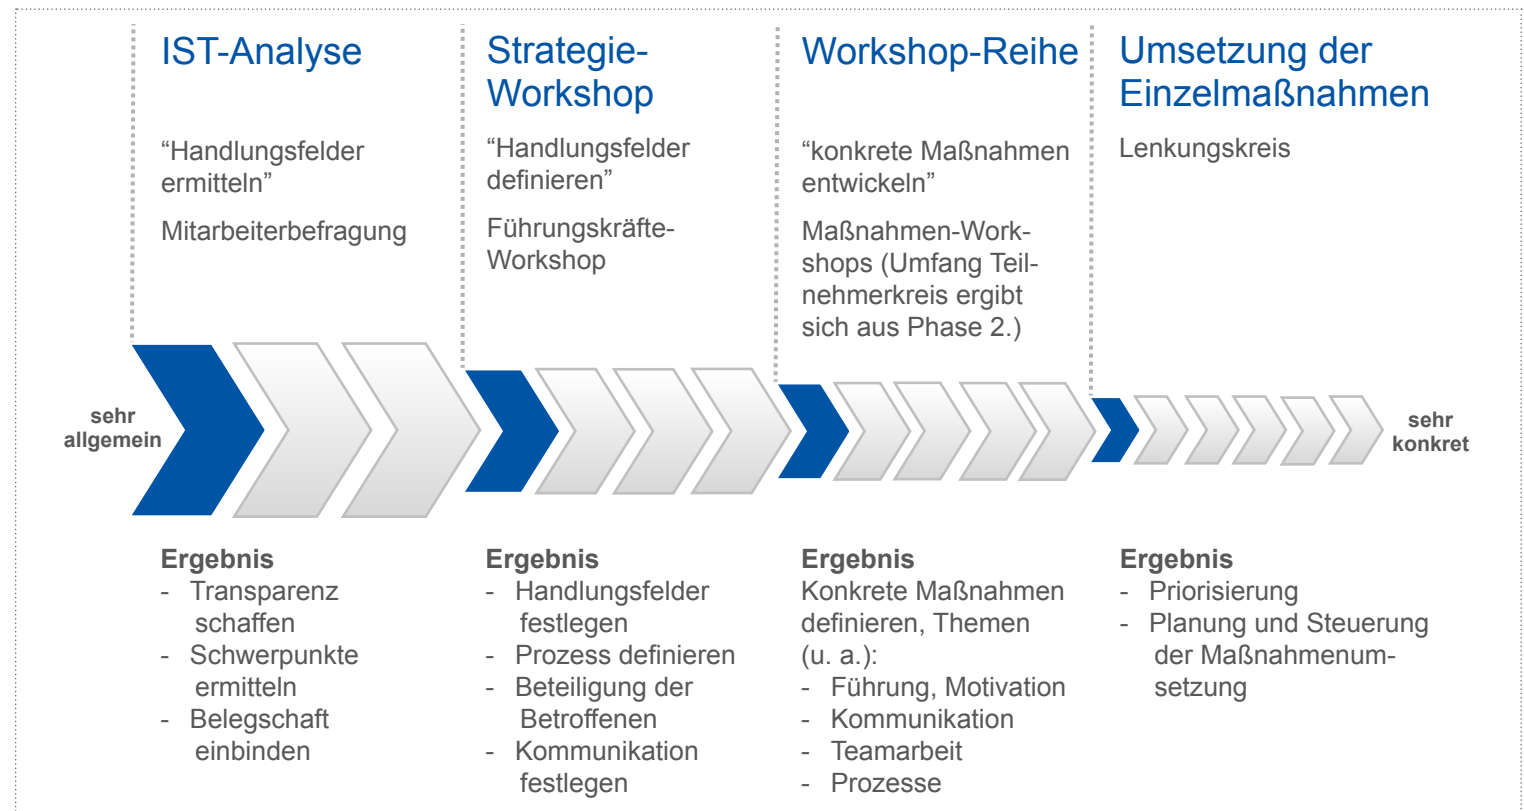 IST-Analyse
“Handlungsfelder
ermitteln”
Mitarbeiterbefragung
Strategie-
Workshop
“Handlungsfelder
definieren”
Führungskräfte-
Workshop
Workshop-Reihe
“konkrete Maßnahmen
entwickeln”
Maßnahmen-Work-
shops (Umfang Teil-
nehmerkreis ergibt
sich aus Phase 2.)
Umsetzung der
Einzelmaßnahmen
Lenkungskreis
sehr
allgemein
sehr
konkret
Ergebnis
- Transparenz
schaffen
- Schwerpunkte
ermitteln
- Belegschaft
einbinden
Ergebnis
- Handlungsfelder
festlegen
- Prozess definieren
- Beteiligung der
Betroffenen
- Kommunikation
festlegen
Ergebnis
Konkrete Maßnahmen
definieren, Themen
(u. a.):
- Führung, Motivation
- Kommunikation
- Teamarbeit
- Prozesse
Ergebnis
- Priorisierung
- Planung und Steuerung
der Maßnahmenum-
setzung